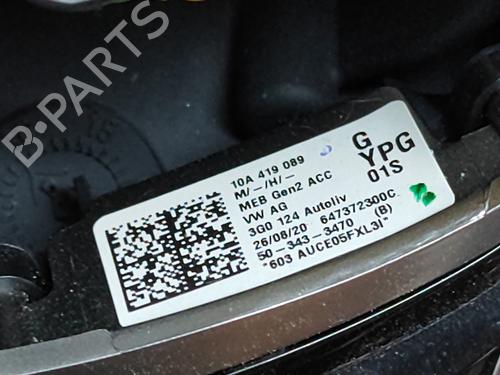 B-PARTS
10A 419 089 G
M/-/H/- YPG
MEB Gen2 ACC 01S
VW AG
3G0 124 Autoliv
26/08/20 647372300C
50-343-3470 (B)
"603 AUCE05FXL3I"